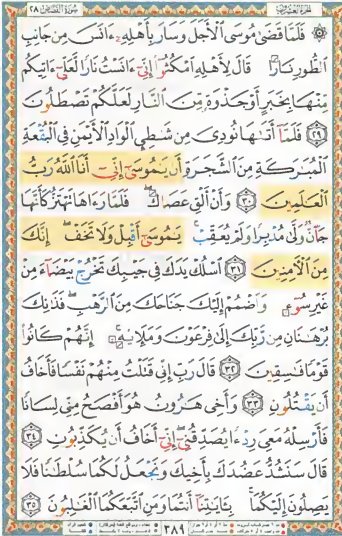 سُورَةُ القَصَصِ ٢٨
۞ فَلَمَّا قَضَىٰ مُوسَى ٱلْأَجَلَ وَسَارَ بِأَهْلِهِۦٓ ءَانَسَ مِن جَانِبِ
ٱلطُّورِ نَارًا قَالَ لِأَهْلِهِ ٱمْكُثُوٓا۟ إِنِّىٓ ءَانَسْتُ نَارًا لَّعَلِّىٓ ءَاتِيكُم
مِّنْهَا بِخَبَرٍ أَوْ جَذْوَةٍ مِّنَ ٱلنَّارِ لَعَلَّكُمْ تَصْطَلُونَ
٢٩ فَلَمَّآ أَتَىٰهَا نُودِىَ مِن شَٰطِئِ ٱلْوَادِ ٱلْأَيْمَنِ فِى ٱلْبُقْعَةِ
ٱلْمُبَٰرَكَةِ مِنَ ٱلشَّجَرَةِ أَن يَٰمُوسَىٰٓ إِنِّىٓ أَنَا ٱللَّهُ رَبُّ
ٱلْعَٰلَمِينَ ٣٠ وَأَنْ أَلْقِ عَصَاكَ ۖ فَلَمَّا رَءَاهَا تَهْتَزُّ كَأَنَّهَا
جَآنٌّ وَلَّىٰ مُدْبِرًا وَلَمْ يُعَقِّبْ ۚ يَٰمُوسَىٰٓ أَقْبِلْ وَلَا تَخَفْ ۖ إِنَّكَ
مِنَ ٱلْءَامِنِينَ ٣١ ٱسْلُكْ يَدَكَ فِى جَيْبِكَ تَخْرُجْ بَيْضَآءَ مِنْ
غَيْرِ سُوٓءٍ وَٱضْمُمْ إِلَيْكَ جَنَاحَكَ مِنَ ٱلرَّهْبِ ۖ فَذَٰنِكَ
بُرْهَٰنَانِ مِن رَّبِّكَ إِلَىٰ فِرْعَوْنَ وَمَلَإِي۟هِۦٓ ۚ إِنَّهُمْ كَانُوا۟
قَوْمًا فَٰسِقِينَ ٣٢ قَالَ رَبِّ إِنِّى قَتَلْتُ مِنْهُمْ نَفْسًا فَأَخَافُ
أَن يَقْتُلُونِ ٣٣ وَأَخِى هَٰرُونُ هُوَ أَفْصَحُ مِنِّى لِسَانًا
فَأَرْسِلْهُ مَعِىَ رِدْءًا يُصَدِّقُنِىٓ ۖ إِنِّىٓ أَخَافُ أَن يُكَذِّبُونِ ٣٤
قَالَ سَنَشُدُّ عَضُدَكَ بِأَخِيكَ وَنَجْعَلُ لَكُمَا سُلْطَٰنًا فَلَا
يَصِلُونَ إِلَيْكُمَا ۚ بِـَٔايَٰتِنَآ أَنتُمَا وَمَنِ ٱتَّبَعَكُمَا ٱلْغَٰلِبُونَ ٣٥
٣٨٩